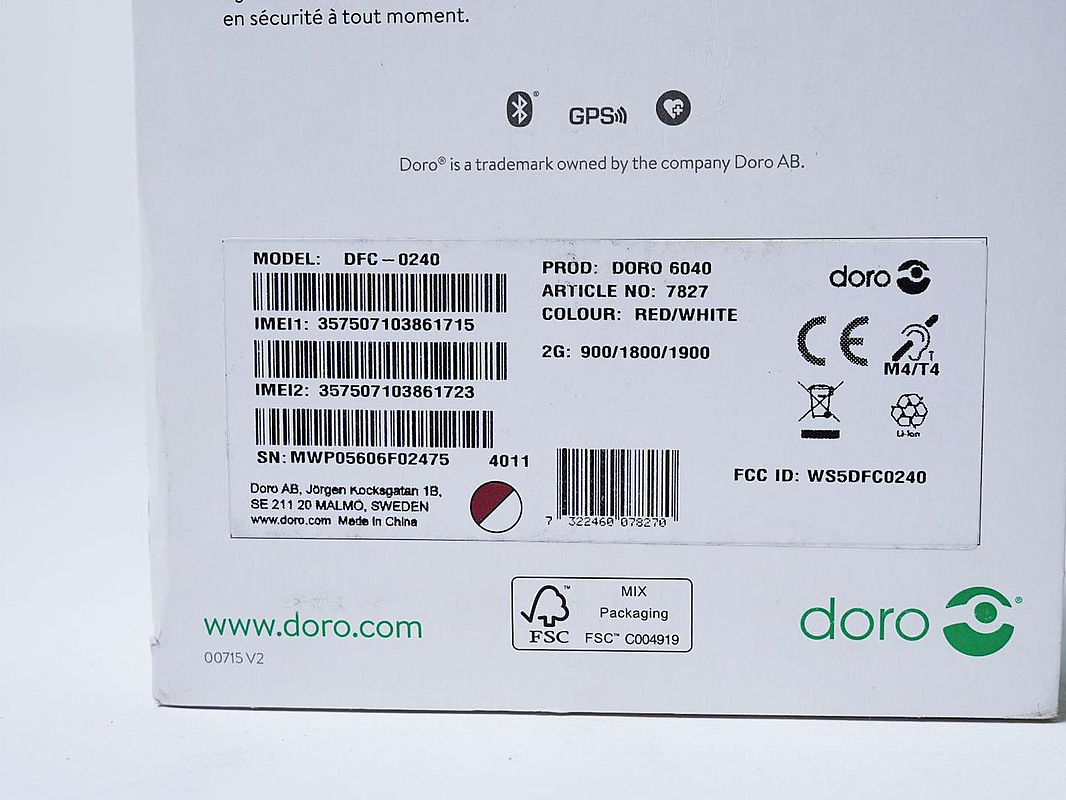 en sécurité à tout moment.
GPS
Doro® is a trademark owned by the company Doro AB.
MODEL: DFC-0240
IMEI1: 357507103861715
IMEI2: 357507103861723
SN: MWP05606F02475 4011
Doro AB, Jörgen Kocksgatan 1B,
SE 211 20 MALMÖ, SWEDEN
www.doro.com Made in China
PROD: DORO 6040
ARTICLE NO: 7827
COLOUR: RED/WHITE
2G: 900/1800/1900
7 322460 078270
doro
CE
T
M4/T4
Li-Ion
FCC ID: WS5DFC0240
www.doro.com
00715 V2
FSC™
MIX
Packaging
FSC™ C004919
doro®